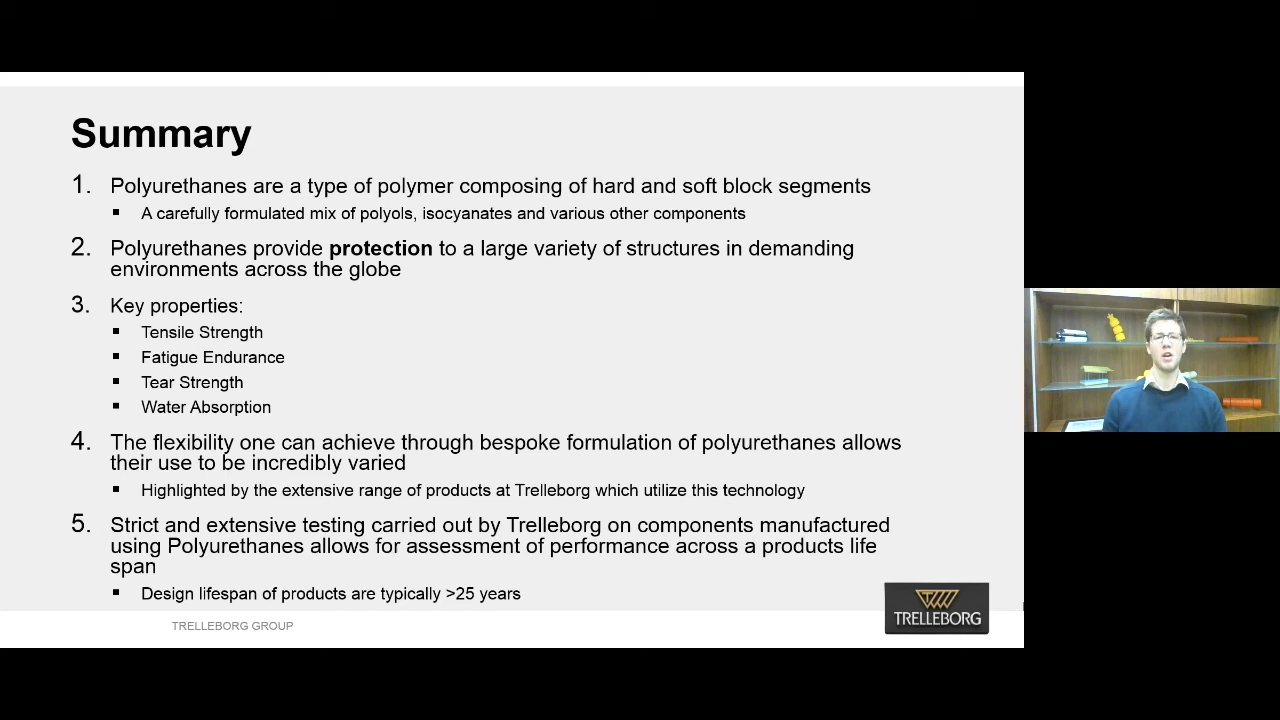 Summary
1. Polyurethanes are a type of polymer composing of hard and soft block segments
▪ A carefully formulated mix of polyols, isocyanates and various other components
2. Polyurethanes provide protection to a large variety of structures in demanding
environments across the globe
3. Key properties:
▪ Tensile Strength
▪ Fatigue Endurance
▪ Tear Strength
▪ Water Absorption
4. The flexibility one can achieve through bespoke formulation of polyurethanes allows
their use to be incredibly varied
▪ Highlighted by the extensive range of products at Trelleborg which utilize this technology
5. Strict and extensive testing carried out by Trelleborg on components manufactured
using Polyurethanes allows for assessment of performance across a products life
span
▪ Design lifespan of products are typically >25 years
TRELLEBORG GROUP
TRELLEBORG